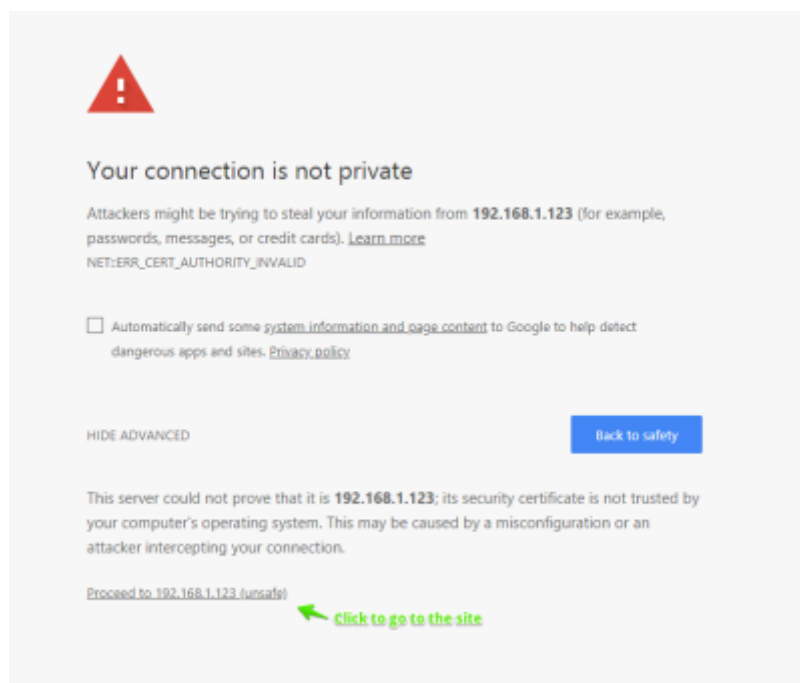 Your connection is not private
Attackers might be trying to steal your information from 192.168.1.123 (for example,
passwords, messages, or credit cards). Learn more
NET::ERR_CERT_AUTHORITY_INVALID
Automatically send some system information and page content to Google to help detect
dangerous apps and sites. Privacy policy
HIDE ADVANCED
Back to safety
This server could not prove that it is 192.168.1.123; its security certificate is not trusted by
your computer's operating system. This may be caused by a misconfiguration or an
attacker intercepting your connection.
Proceed to 192.168.1.123 (unsafe)
Click to go to the site